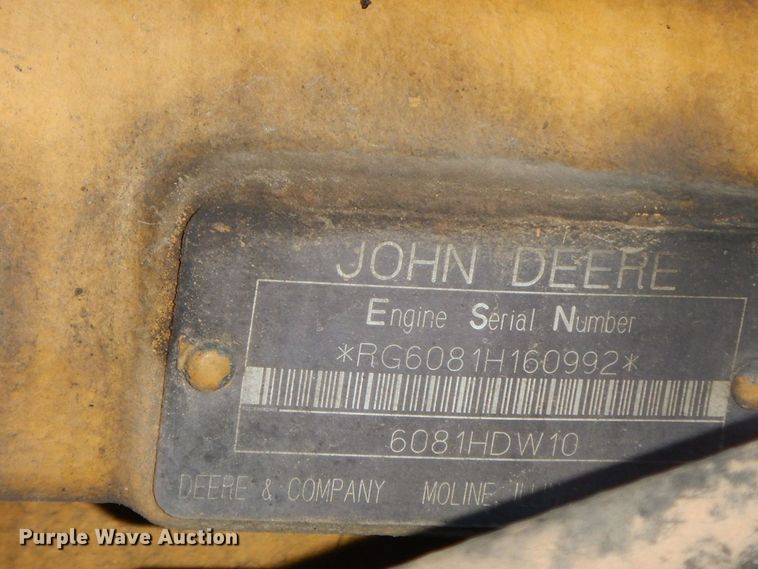 JOHN DEERE
Engine Serial Number
*RG6081H160992*
6081HDW10
DEERE & COMPANY MOLINE,
Purple Wave Auction